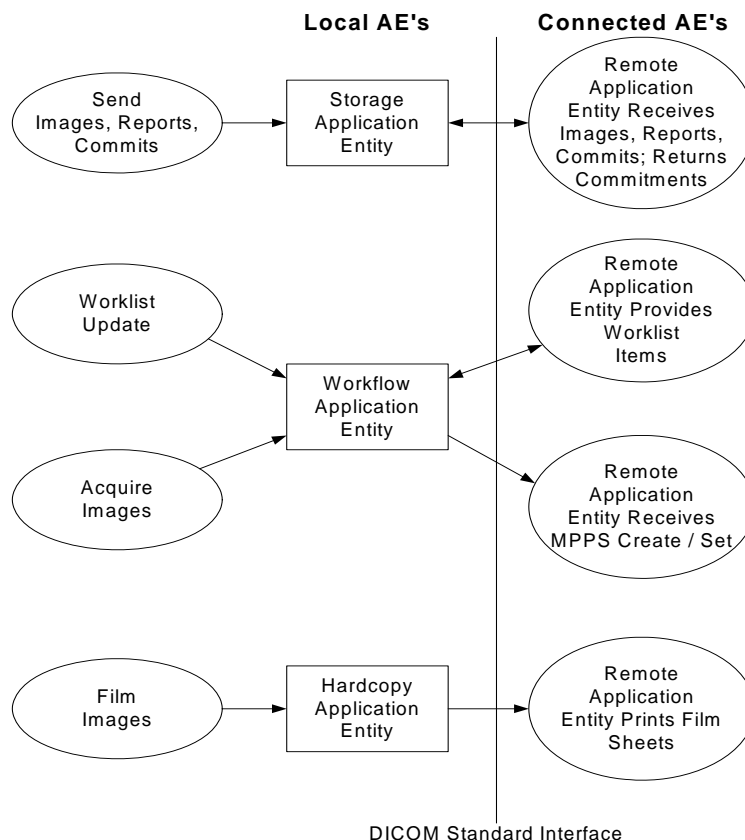 Local AE's
Connected AE's
Send
Images, Reports,
Commits
Storage
Application
Entity
Remote
Application
Entity Receives
Images, Reports,
Commits; Returns
Commitments
Worklist
Update
Remote
Application
Entity Provides
Worklist
Items
Workflow
Application
Entity
Acquire
Images
Remote
Application
Entity Receives
MPPS Create / Set
Film
Images
Hardcopy
Application
Entity
Remote
Application
Entity Prints Film
Sheets
DICOM Standard Interface